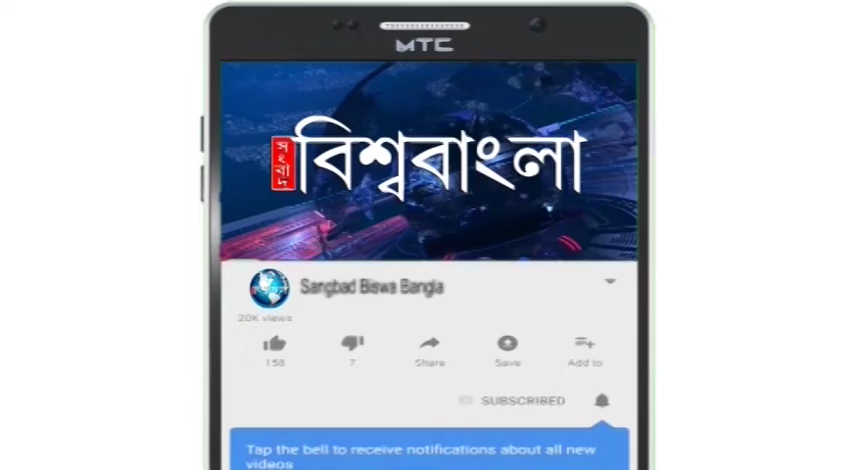 MTC
সংবাদ
বিশ্ববাংলা
Sangbad Biswa Bangla
20K views
158
7
Share
Save
Add to
SUBSCRIBED
Tap the bell to receive notifications about all new
videos